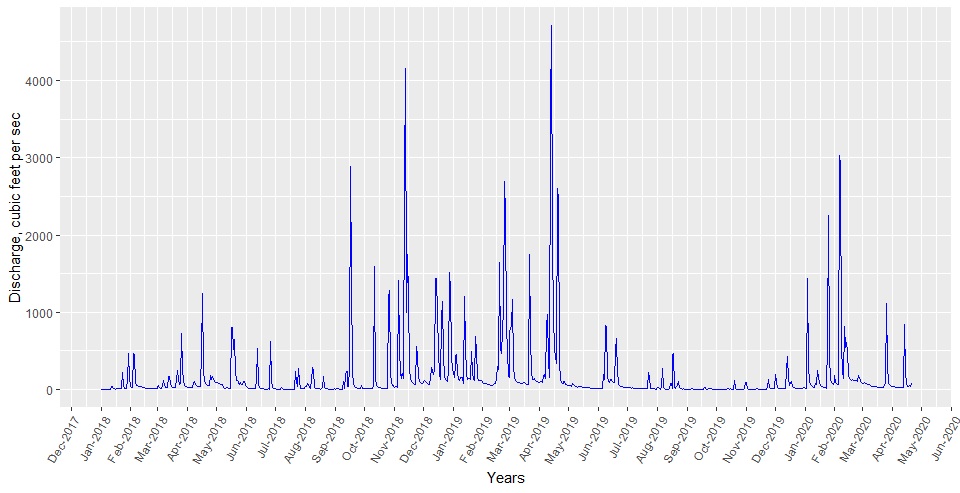 Discharge, cubic feet per sec
4000
3000
2000
1000
0
Dec-2017
Jan-2018
Feb-2018
Mar-2018
Apr-2018
May-2018
Jun-2018
Jul-2018
Aug-2018
Sep-2018
Oct-2018
Nov-2018
Dec-2018
Jan-2019
Feb-2019
Mar-2019
Apr-2019
May-2019
Jun-2019
Jul-2019
Aug-2019
Sep-2019
Oct-2019
Nov-2019
Dec-2019
Jan-2020
Feb-2020
Mar-2020
Apr-2020
May-2020
Jun-2020
Years